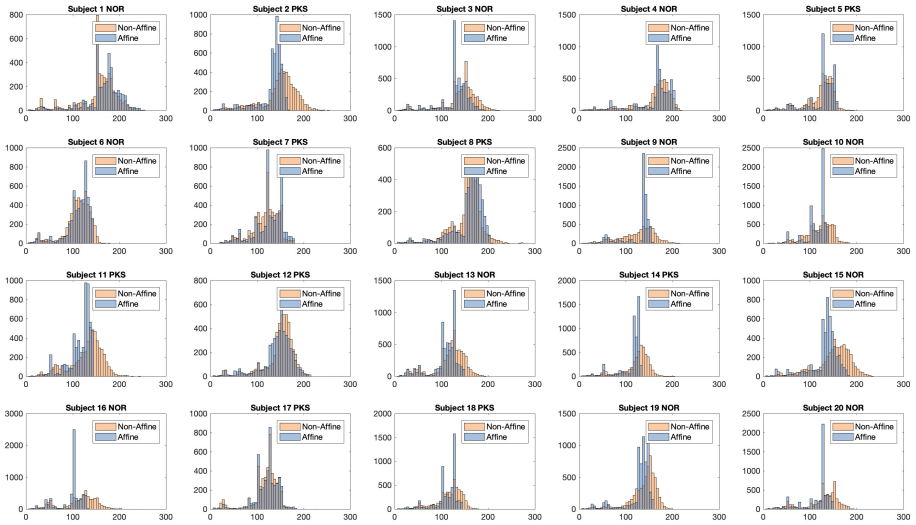 Subject 1 NOR
800
600
400
200
0
0 100 200 300
Non-Affine
Affine
Subject 2 PKS
1000
800
600
400
200
0
0 100 200 300
Non-Affine
Affine
Subject 3 NOR
1500
1000
500
0
0 100 200 300
Non-Affine
Affine
Subject 4 NOR
1500
1000
500
0
0 100 200 300
Non-Affine
Affine
Subject 5 PKS
1500
1000
500
0
0 100 200 300
Non-Affine
Affine
Subject 6 NOR
1000
800
600
400
200
0
0 100 200 300
Non-Affine
Affine
Subject 7 PKS
1000
800
600
400
200
0
0 100 200 300
Non-Affine
Affine
Subject 8 PKS
600
400
200
0
0 100 200 300
Non-Affine
Affine
Subject 9 NOR
2500
2000
1500
1000
500
0
0 100 200 300
Non-Affine
Affine
Subject 10 NOR
2500
2000
1500
1000
500
0
0 100 200 300
Non-Affine
Affine
Subject 11 PKS
1000
800
600
400
200
0
0 100 200 300
Non-Affine
Affine
Subject 12 PKS
800
600
400
200
0
0 100 200 300
Non-Affine
Affine
Subject 13 NOR
1500
1000
500
0
0 100 200 300
Non-Affine
Affine
Subject 14 PKS
2000
1500
1000
500
0
0 100 200 300
Non-Affine
Affine
Subject 15 NOR
1000
800
600
400
200
0
0 100 200 300
Non-Affine
Affine
Subject 16 NOR
3000
2000
1000
0
0 100 200 300
Non-Affine
Affine
Subject 17 PKS
1000
800
600
400
200
0
0 100 200 300
Non-Affine
Affine
Subject 18 PKS
2000
1500
1000
500
0
0 100 200 300
Non-Affine
Affine
Subject 19 NOR
1500
1000
500
0
0 100 200 300
Non-Affine
Affine
Subject 20 NOR
2500
2000
1500
1000
500
0
0 100 200 300
Non-Affine
Affine